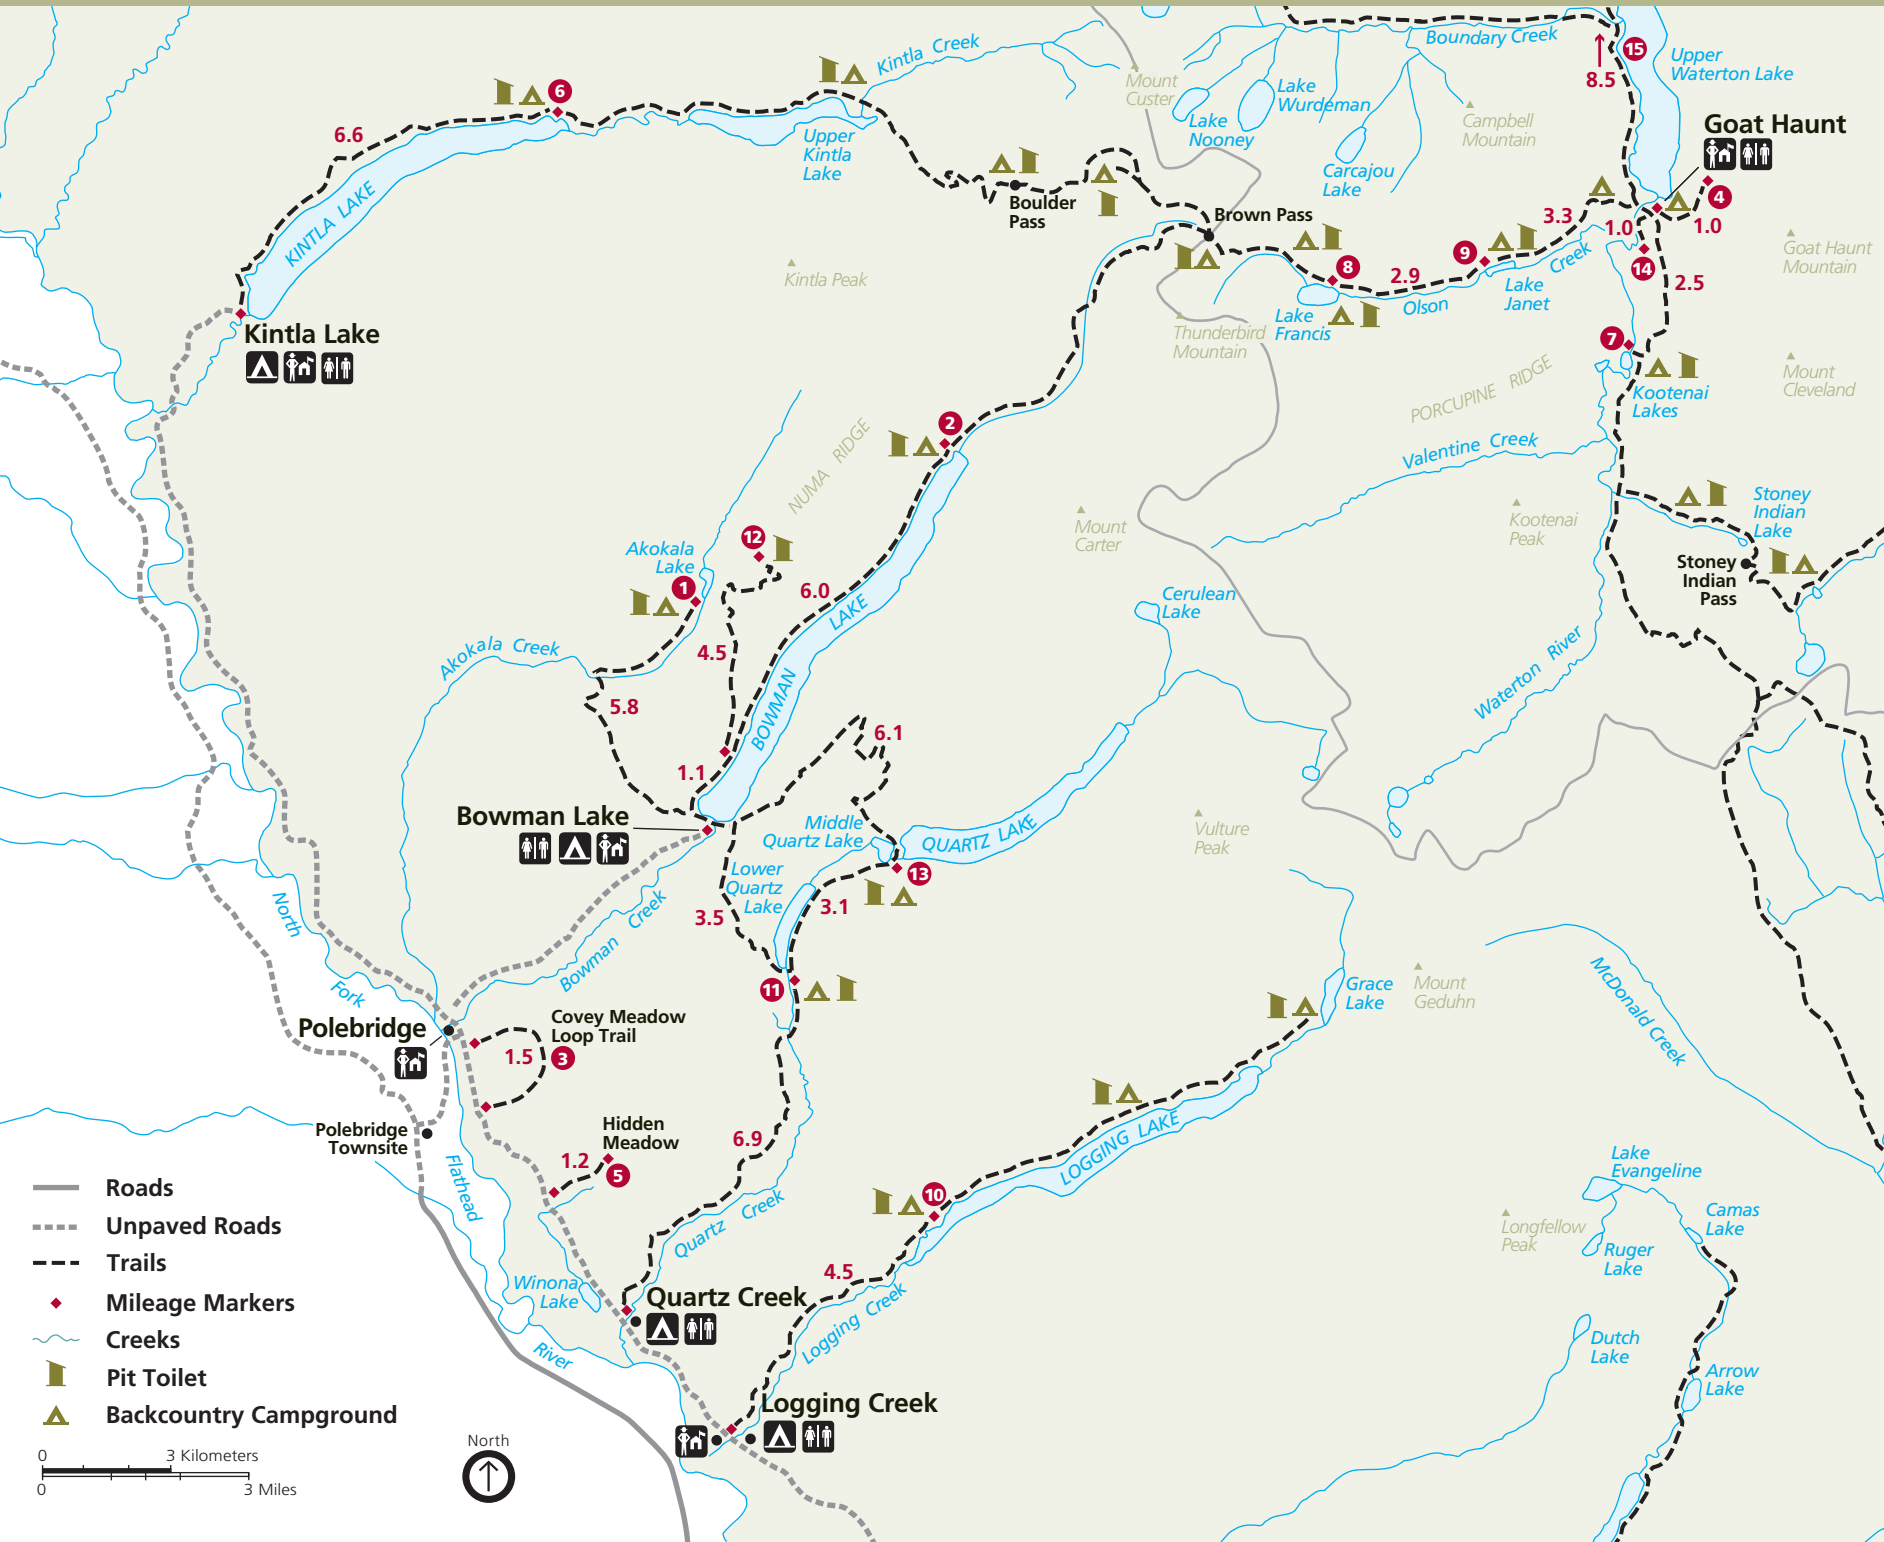 Kintla Creek
Boundary Creek
15
Upper
Waterton Lake
8.5
Mount
Custer
Lake
Wurdeman
Lake
Nooney
Campbell
Mountain
Goat Haunt
6
6.6
Upper
Kintla
Lake
Carcajou
Lake
KINTLA LAKE
Boulder
Pass
Brown Pass
3.3
1.0
4
1.0
Goat Haunt
Mountain
Kintla Peak
9
8
2.9
Olson
Creek
Lake
Janet
14
2.5
Lake
Francis
Thunderbird
Mountain
Kintla Lake
7
Mount
Cleveland
PORCUPINE RIDGE
Kootenai
Lakes
2
NUMA RIDGE
Valentine Creek
Stoney
Indian
Lake
Mount
Carter
Kootenai
Peak
12
Akokala
Lake
1
Stoney
Indian
Pass
6.0
Cerulean
Lake
BOWMAN LAKE
Akokala Creek
4.5
5.8
Waterton River
6.1
1.1
Bowman Lake
Middle
Quartz Lake
QUARTZ LAKE
Vulture
Peak
Lower
Quartz
Lake
13
3.1
3.5
North
Fork
Flathead
River
Bowman Creek
11
Grace
Lake
Mount
Geduhn
McDonald Creek
Polebridge
Covey Meadow
Loop Trail
1.5
3
Polebridge
Townsite
Hidden
Meadow
1.2
5
6.9
LOGGING LAKE
Lake
Evangeline
Camas
Lake
Longfellow
Peak
Ruger
Lake
10
Quartz Creek
4.5
Winona
Lake
Quartz Creek
Logging Creek
Dutch
Lake
Arrow
Lake
Logging Creek
Roads
Unpaved Roads
Trails
Mileage Markers
Creeks
Pit Toilet
Backcountry Campground
0 3 Kilometers
0 3 Miles
North